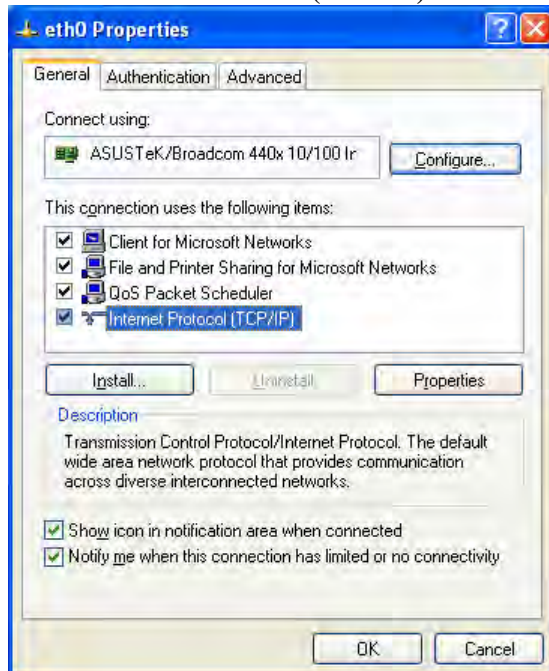 eth0 Properties
General Authentication Advanced
Connect using:
ASUSTeK/Broadcom 440x 10/100 Ir Configure...
This connection uses the following items:
Client for Microsoft Networks
File and Printer Sharing for Microsoft Networks
QoS Packet Scheduler
Internet Protocol (TCP/IP)
Install... Uninstall Properties
Description
Transmission Control Protocol/Internet Protocol. The default
wide area network protocol that provides communication
across diverse interconnected networks.
Show icon in notification area when connected
Notify me when this connection has limited or no connectivity
OK Cancel